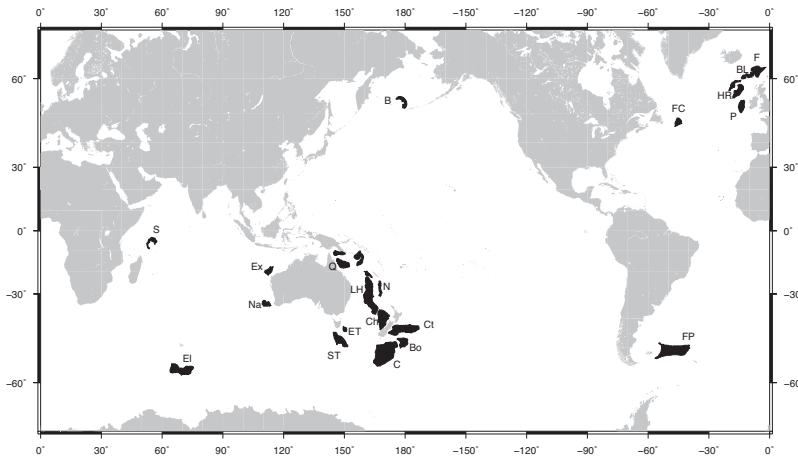 0˚ 30˚ 60˚ 90˚ 120˚ 150˚ 180˚ −150˚ −120˚ −90˚ −60˚ −30˚ 0˚
F
60˚ BL 60˚
B HR
FC P
30˚ 30˚
0˚ S 0˚
Ex Q
−30˚ Na LH N −30˚
Ch
ET Ct
ST Bo FP
El C
−60˚ −60˚
0˚ 30˚ 60˚ 90˚ 120˚ 150˚ 180˚ −150˚ −120˚ −90˚ −60˚ −30˚ 0˚